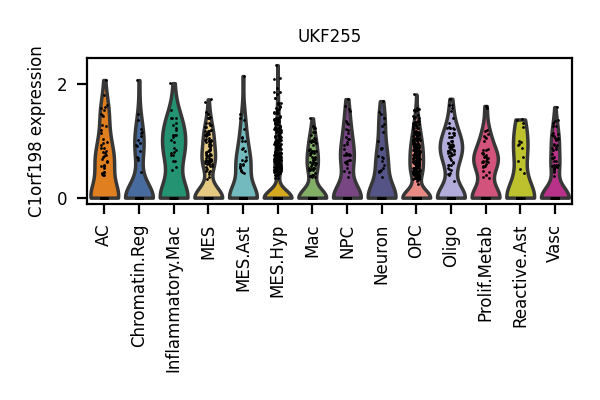 UKF255
C1orf198 expression
2
0
AC
Chromatin.Reg
Inflammatory.Mac
MES
MES.Ast
MES.Hyp
Mac
NPC
Neuron
OPC
Oligo
Prolif.Metab
Reactive.Ast
Vasc